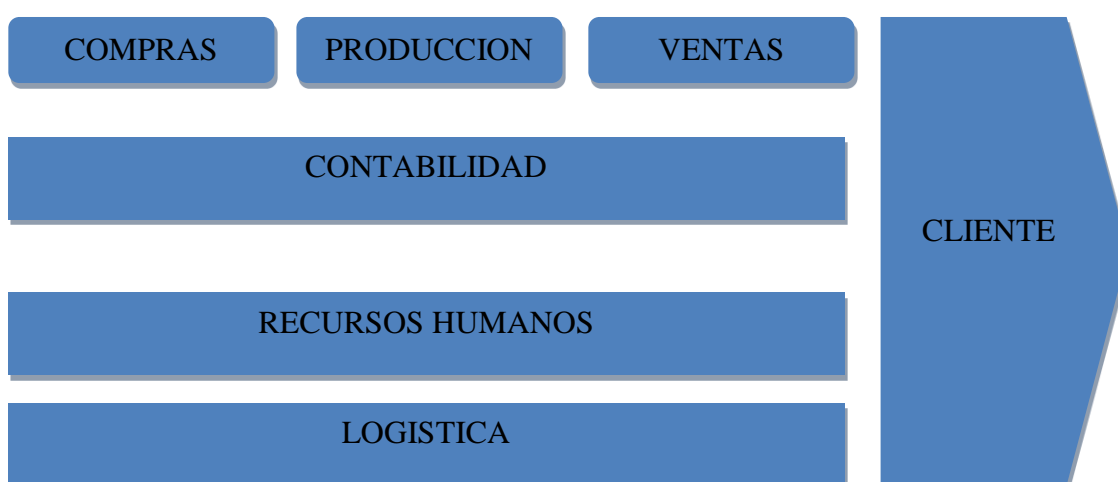 COMPRAS
PRODUCCION
VENTAS
CONTABILIDAD
CLIENTE
RECURSOS HUMANOS
LOGISTICA